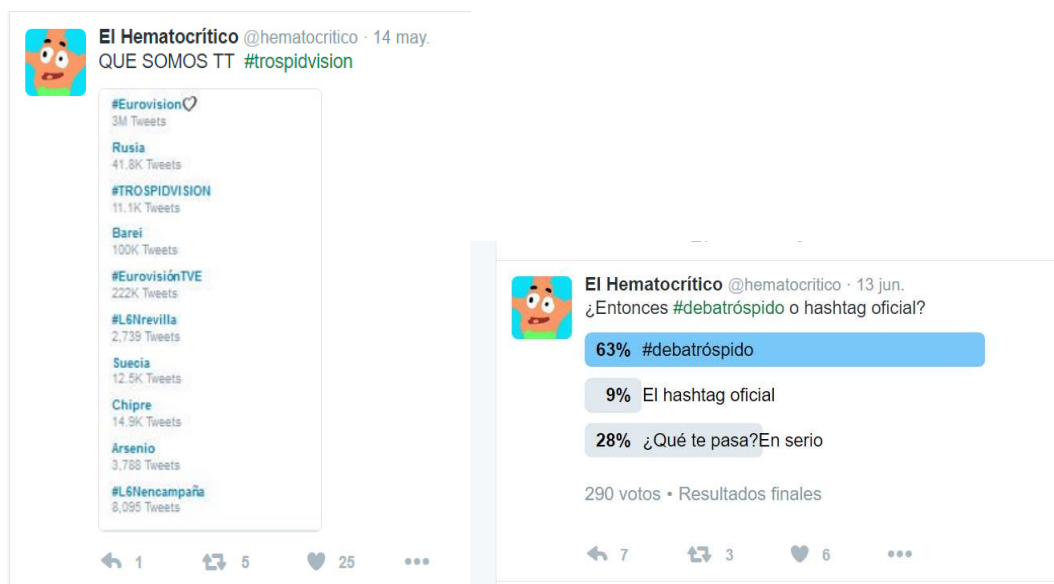 El Hematocrítico @hematocritico · 14 may.
QUE SOMOS TT #trospidvision
#Eurovision
3M Tweets
Rusia
41.8K Tweets
#TROSPIDVISION
11.1K Tweets
Barei
100K Tweets
#EurovisiónTVE
222K Tweets
#L6Nrevilla
2,739 Tweets
Suecia
12.5K Tweets
Chipre
14.9K Tweets
Arsenio
3,788 Tweets
#L6Nencampaña
8,095 Tweets
1 5 25
El Hematocrítico @hematocritico · 13 jun.
¿Entonces #debatróspido o hashtag oficial?
63% #debatróspido
9% El hashtag oficial
28% ¿Qué te pasa?En serio
290 votos • Resultados finales
7 3 6